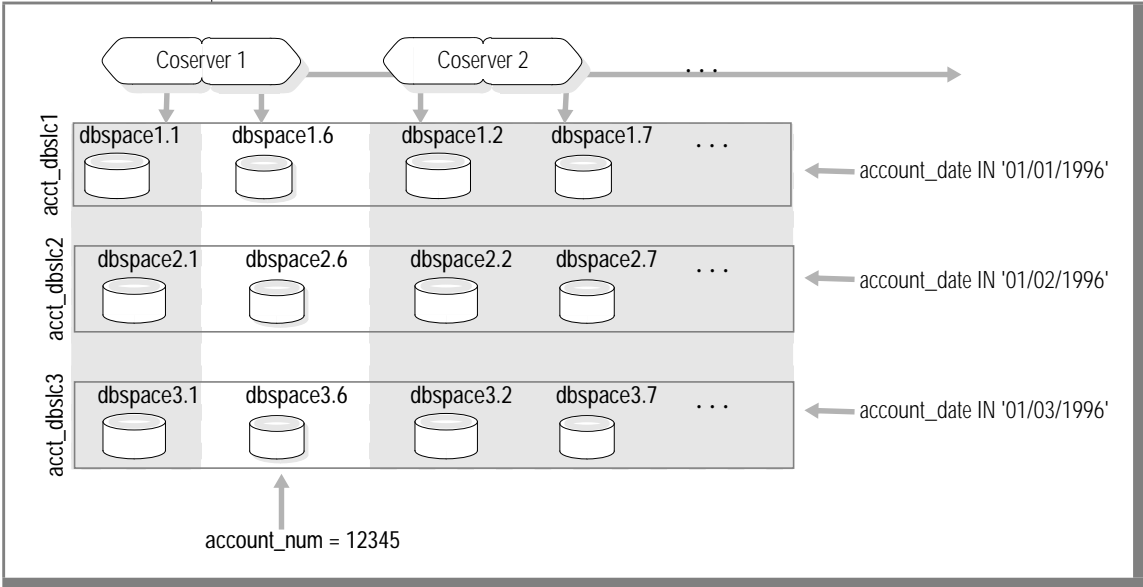 Coserver 1
Coserver 2
. . .
acct_dbslc1
dbspace1.1
dbspace1.6
dbspace1.2
dbspace1.7
. . .
account_date IN '01/01/1996'
acct_dbslc2
dbspace2.1
dbspace2.6
dbspace2.2
dbspace2.7
. . .
account_date IN '01/02/1996'
acct_dbslc3
dbspace3.1
dbspace3.6
dbspace3.2
dbspace3.7
. . .
account_date IN '01/03/1996'
account_num = 12345